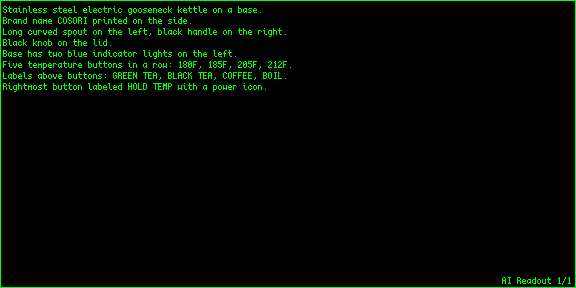 Stainless steel electric gooseneck kettle on a base.
Brand name COSORI printed on the side.
Long curved spout on the left, black handle on the right.
Black knob on the lid.
Base has two blue indicator lights on the left.
Five temperature buttons in a row: 180F, 185F, 205F, 212F.
Labels above buttons: GREEN TEA, BLACK TEA, COFFEE, BOIL.
Rightmost button labeled HOLD TEMP with a power icon.
AI Readout 1/1